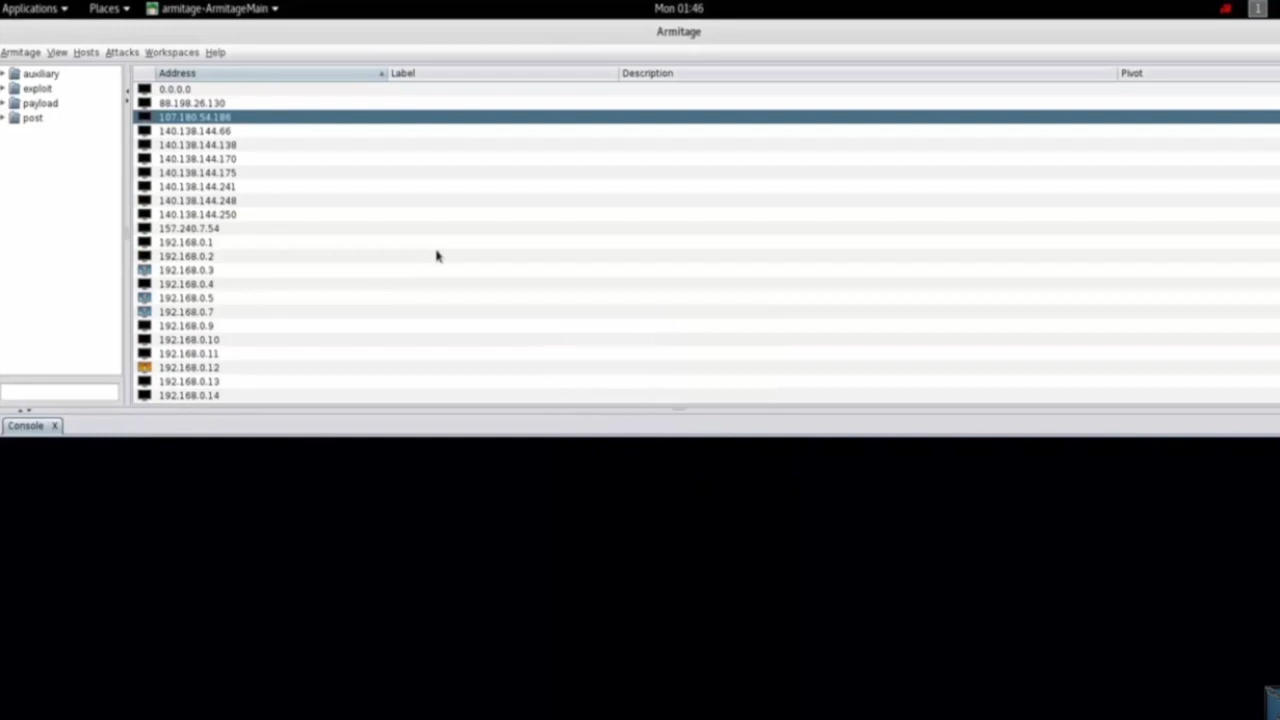 Applications Places armitage-ArmitageMain Mon 01:46 1
Armitage
Armitage View Hosts Attacks Workspaces Help
auxiliary
exploit
payload
post
Address Label Description Pivot
0.0.0.0
88.198.26.130
107.180.54.186
140.138.144.66
140.138.144.138
140.138.144.170
140.138.144.175
140.138.144.241
140.138.144.248
140.138.144.250
157.240.7.54
192.168.0.1
192.168.0.2
192.168.0.3
192.168.0.4
192.168.0.5
192.168.0.7
192.168.0.9
192.168.0.10
192.168.0.11
192.168.0.12
192.168.0.13
192.168.0.14
Console X